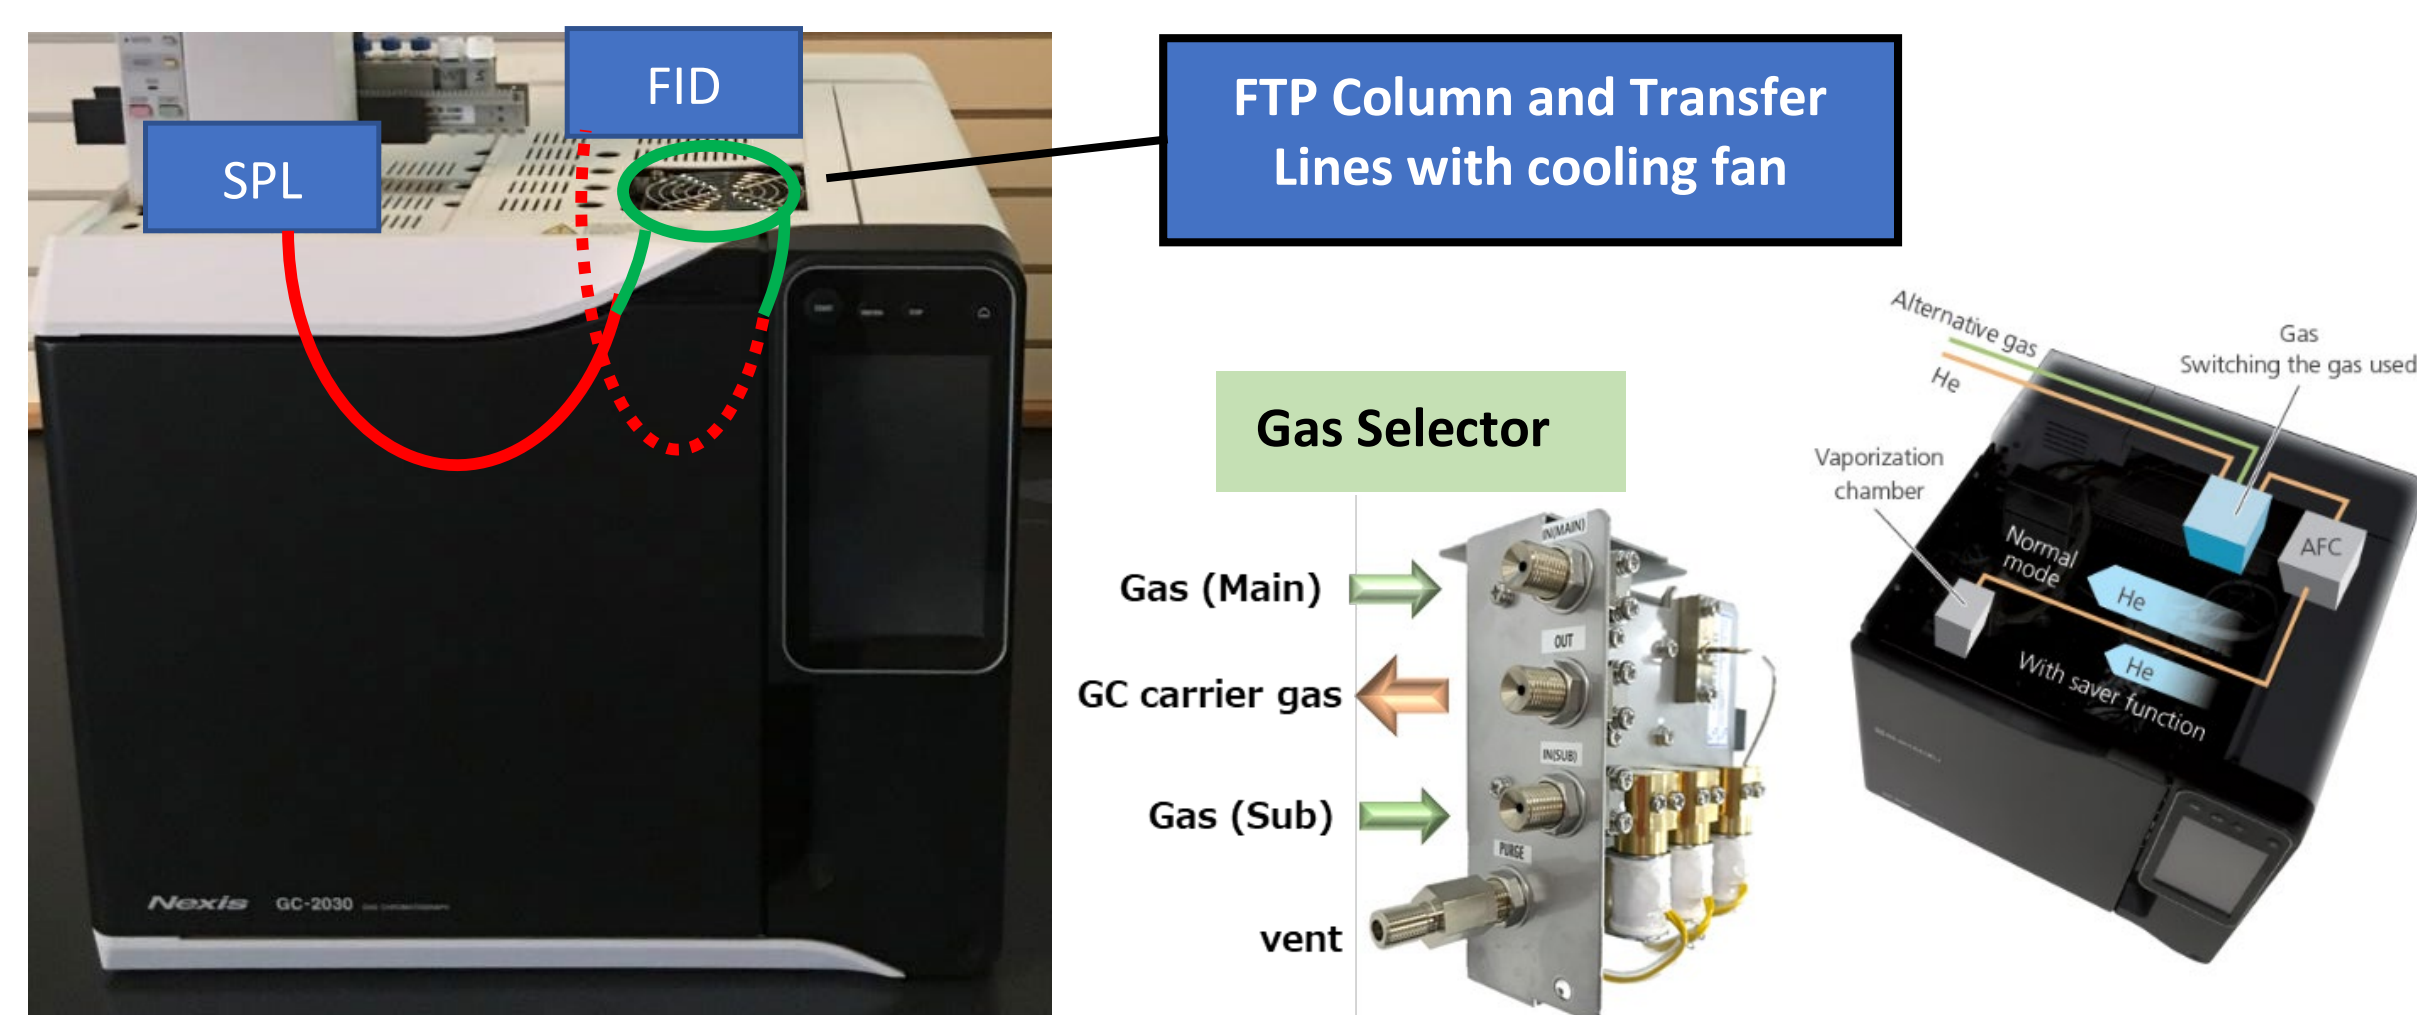 FID
SPL
FTP Column and Transfer
Lines with cooling fan
Nexis GC-2030
Gas Selector
Gas (Main)
GC carrier gas
Gas (Sub)
vent
IN(MAIN)
OUT
IN(SUB)
PURGE
Alternative gas
He
Gas
Switching the gas used
Vaporization
chamber
AFC
Normal
mode
He
He
With saver function